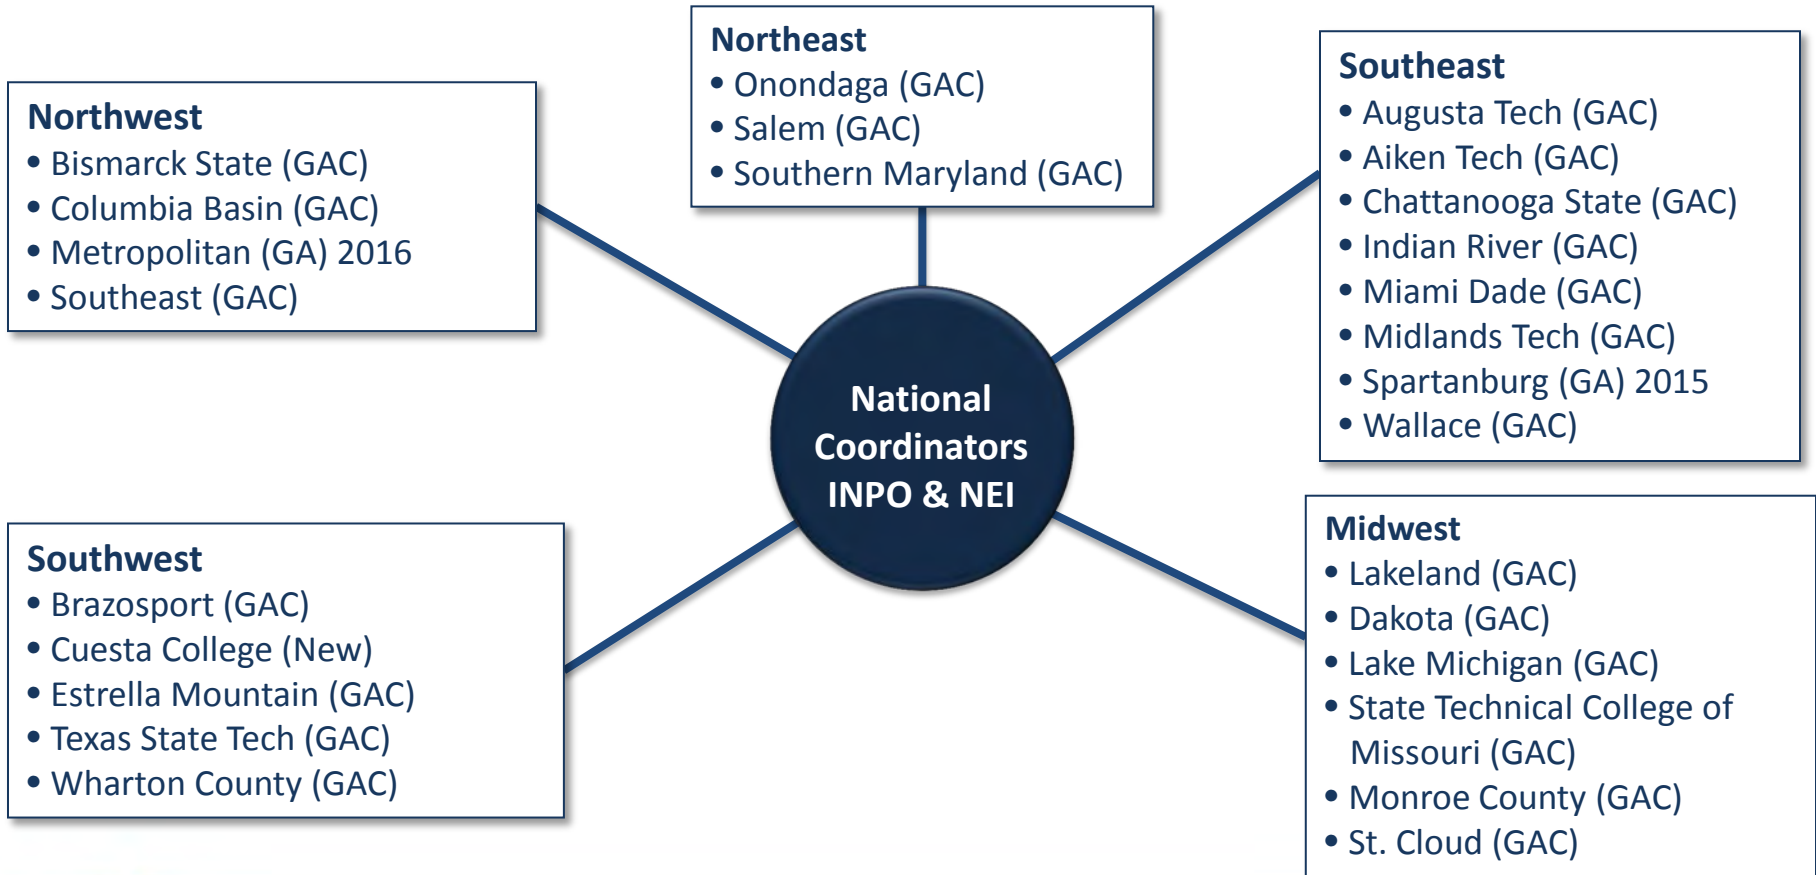 Northeast
• Onondaga (GAC)
• Salem (GAC)
• Southern Maryland (GAC)
Northwest
• Bismarck State (GAC)
• Columbia Basin (GAC)
• Metropolitan (GA) 2016
• Southeast (GAC)
Southeast
• Augusta Tech (GAC)
• Aiken Tech (GAC)
• Chattanooga State (GAC)
• Indian River (GAC)
• Miami Dade (GAC)
• Midlands Tech (GAC)
• Spartanburg (GA) 2015
• Wallace (GAC)
National
Coordinators
INPO & NEI
Southwest
• Brazosport (GAC)
• Cuesta College (New)
• Estrella Mountain (GAC)
• Texas State Tech (GAC)
• Wharton County (GAC)
Midwest
• Lakeland (GAC)
• Dakota (GAC)
• Lake Michigan (GAC)
• State Technical College of
Missouri (GAC)
• Monroe County (GAC)
• St. Cloud (GAC)